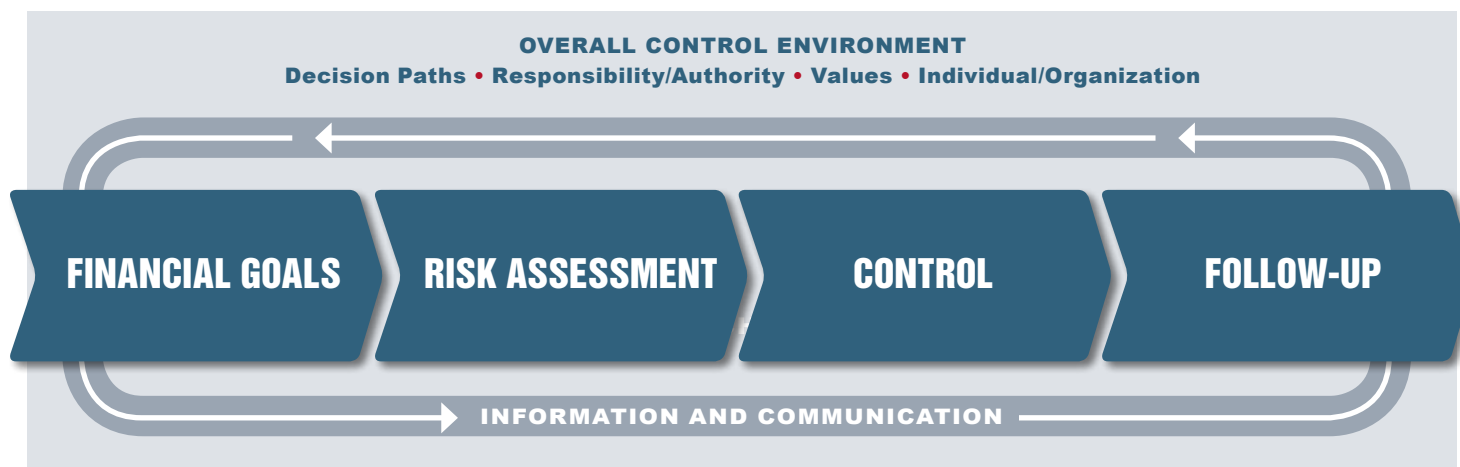 OVERALL CONTROL ENVIRONMENT
Decision Paths • Responsibility/Authority • Values • Individual/Organization
FINANCIAL GOALS
RISK ASSESSMENT
CONTROL
FOLLOW-UP
INFORMATION AND COMMUNICATION